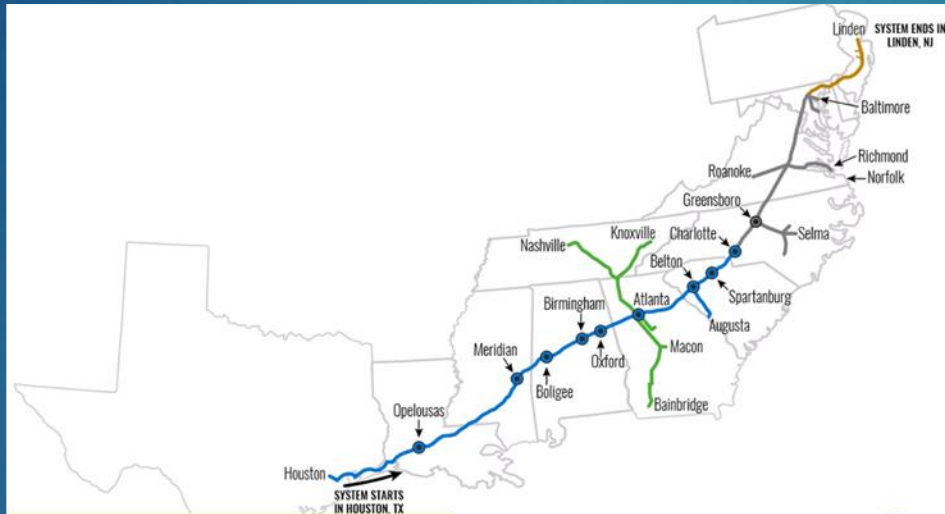 Linden
SYSTEM ENDS IN
LINDEN, NJ
Baltimore
Richmond
Roanoke
Norfolk
Greensboro
Selma
Charlotte
Knoxville
Nashville
Belton
Spartanburg
Atlanta
Augusta
Birmingham
Oxford
Macon
Meridian
Boligee
Bainbridge
Opelousas
Houston
SYSTEM STARTS
IN HOUSTON, TX